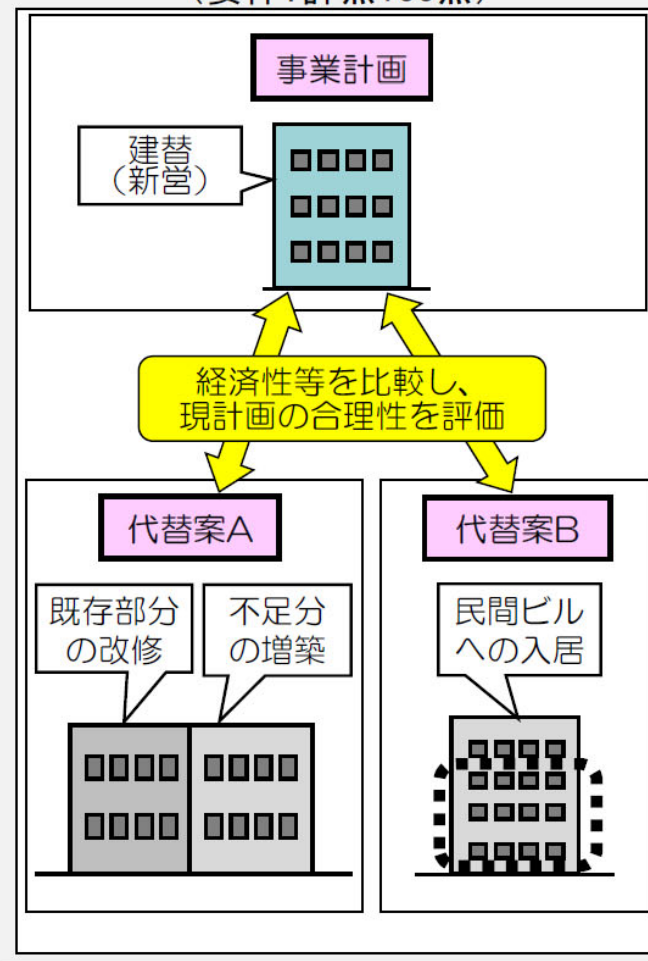 事業計画
建替
（新営）
経済性等を比較し、
現計画の合理性を評価
代替案A
代替案B
既存部分
の改修
不足分
の増築
民間ビル
への入居